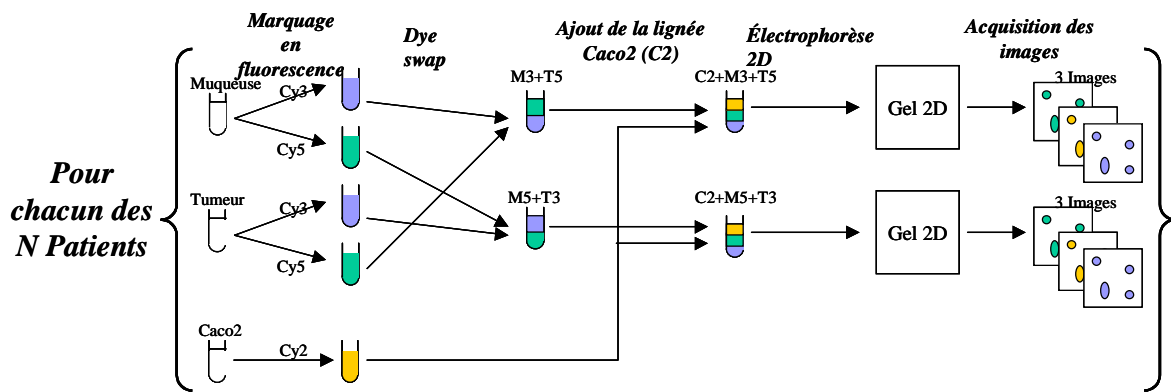 Marquage
en
fluorescence
Dye
swap
Ajout de la lignée
Caco2 (C2)
Électrophorèse
2D
Acquisition des
images
Muqueuse
Cy3
Cy5
M3+T5
C2+M3+T5
Gel 2D
3 Images
Pour
chacun des
N Patients
Tumeur
Cy3
Cy5
M5+T3
C2+M5+T3
Gel 2D
3 Images
Caco2
Cy2